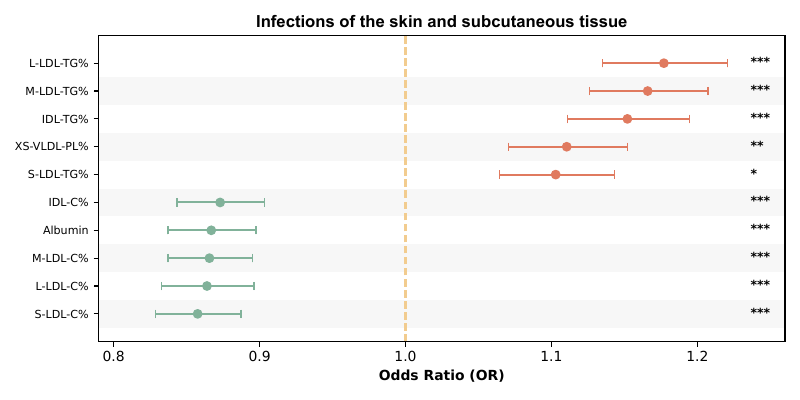 Infections of the skin and subcutaneous tissue
L-LDL-TG% ***
M-LDL-TG% ***
IDL-TG% ***
XS-VLDL-PL% **
S-LDL-TG% *
IDL-C% ***
Albumin ***
M-LDL-C% ***
L-LDL-C% ***
S-LDL-C% ***
0.8 0.9 1.0 1.1 1.2
Odds Ratio (OR)